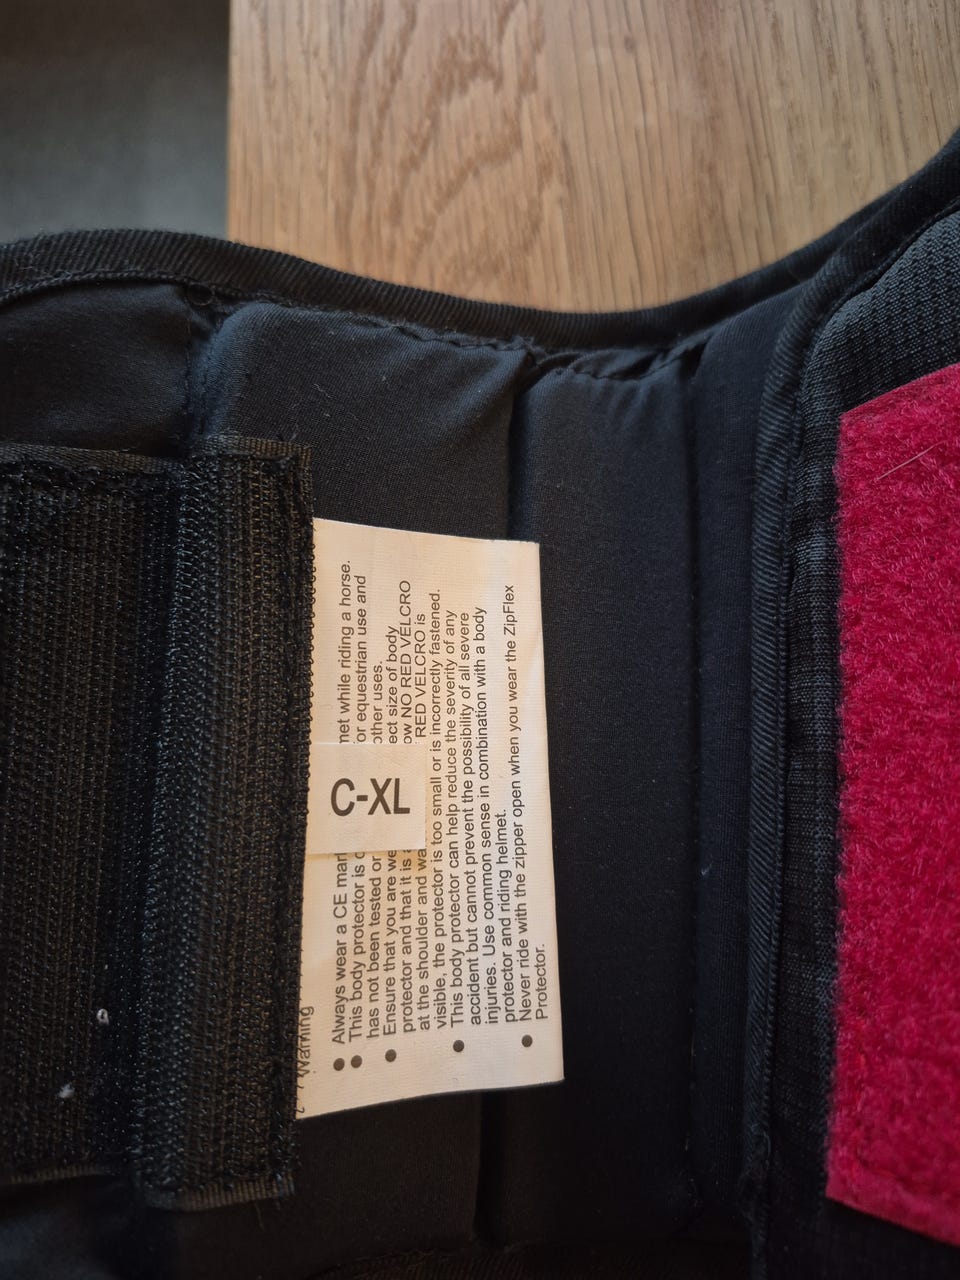 Warning
Always wear a CE mar
met while riding a horse.
This body protector is
or equestrian use and
has not been tested or
other uses.
Ensure that you are we
ect size of body
protector and that it is
ow NO RED VELCRO
at the shoulder and wa
RED VELCRO is
visible, the protector is too small or is incorrectly fastened.
This body protector can help reduce the severity of any
accident but cannot prevent the possibility of all severe
injuries. Use common sense in combination with a body
protector and riding helmet.
Never ride with the zipper open when you wear the ZipFlex
Protector.
C-XL